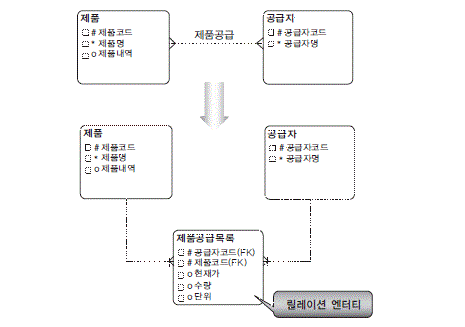 제품
# 제품코드
* 제품명
o 제품내역
제품공급
공급자
# 공급자코드
* 공급자명
제품
# 제품코드
* 제품명
o 제품내역
공급자
# 공급자코드
* 공급자명
제품공급목록
# 공급자코드(FK)
# 제품코드(FK)
o 현재가
o 수량
o 단위
릴레이션 엔터티